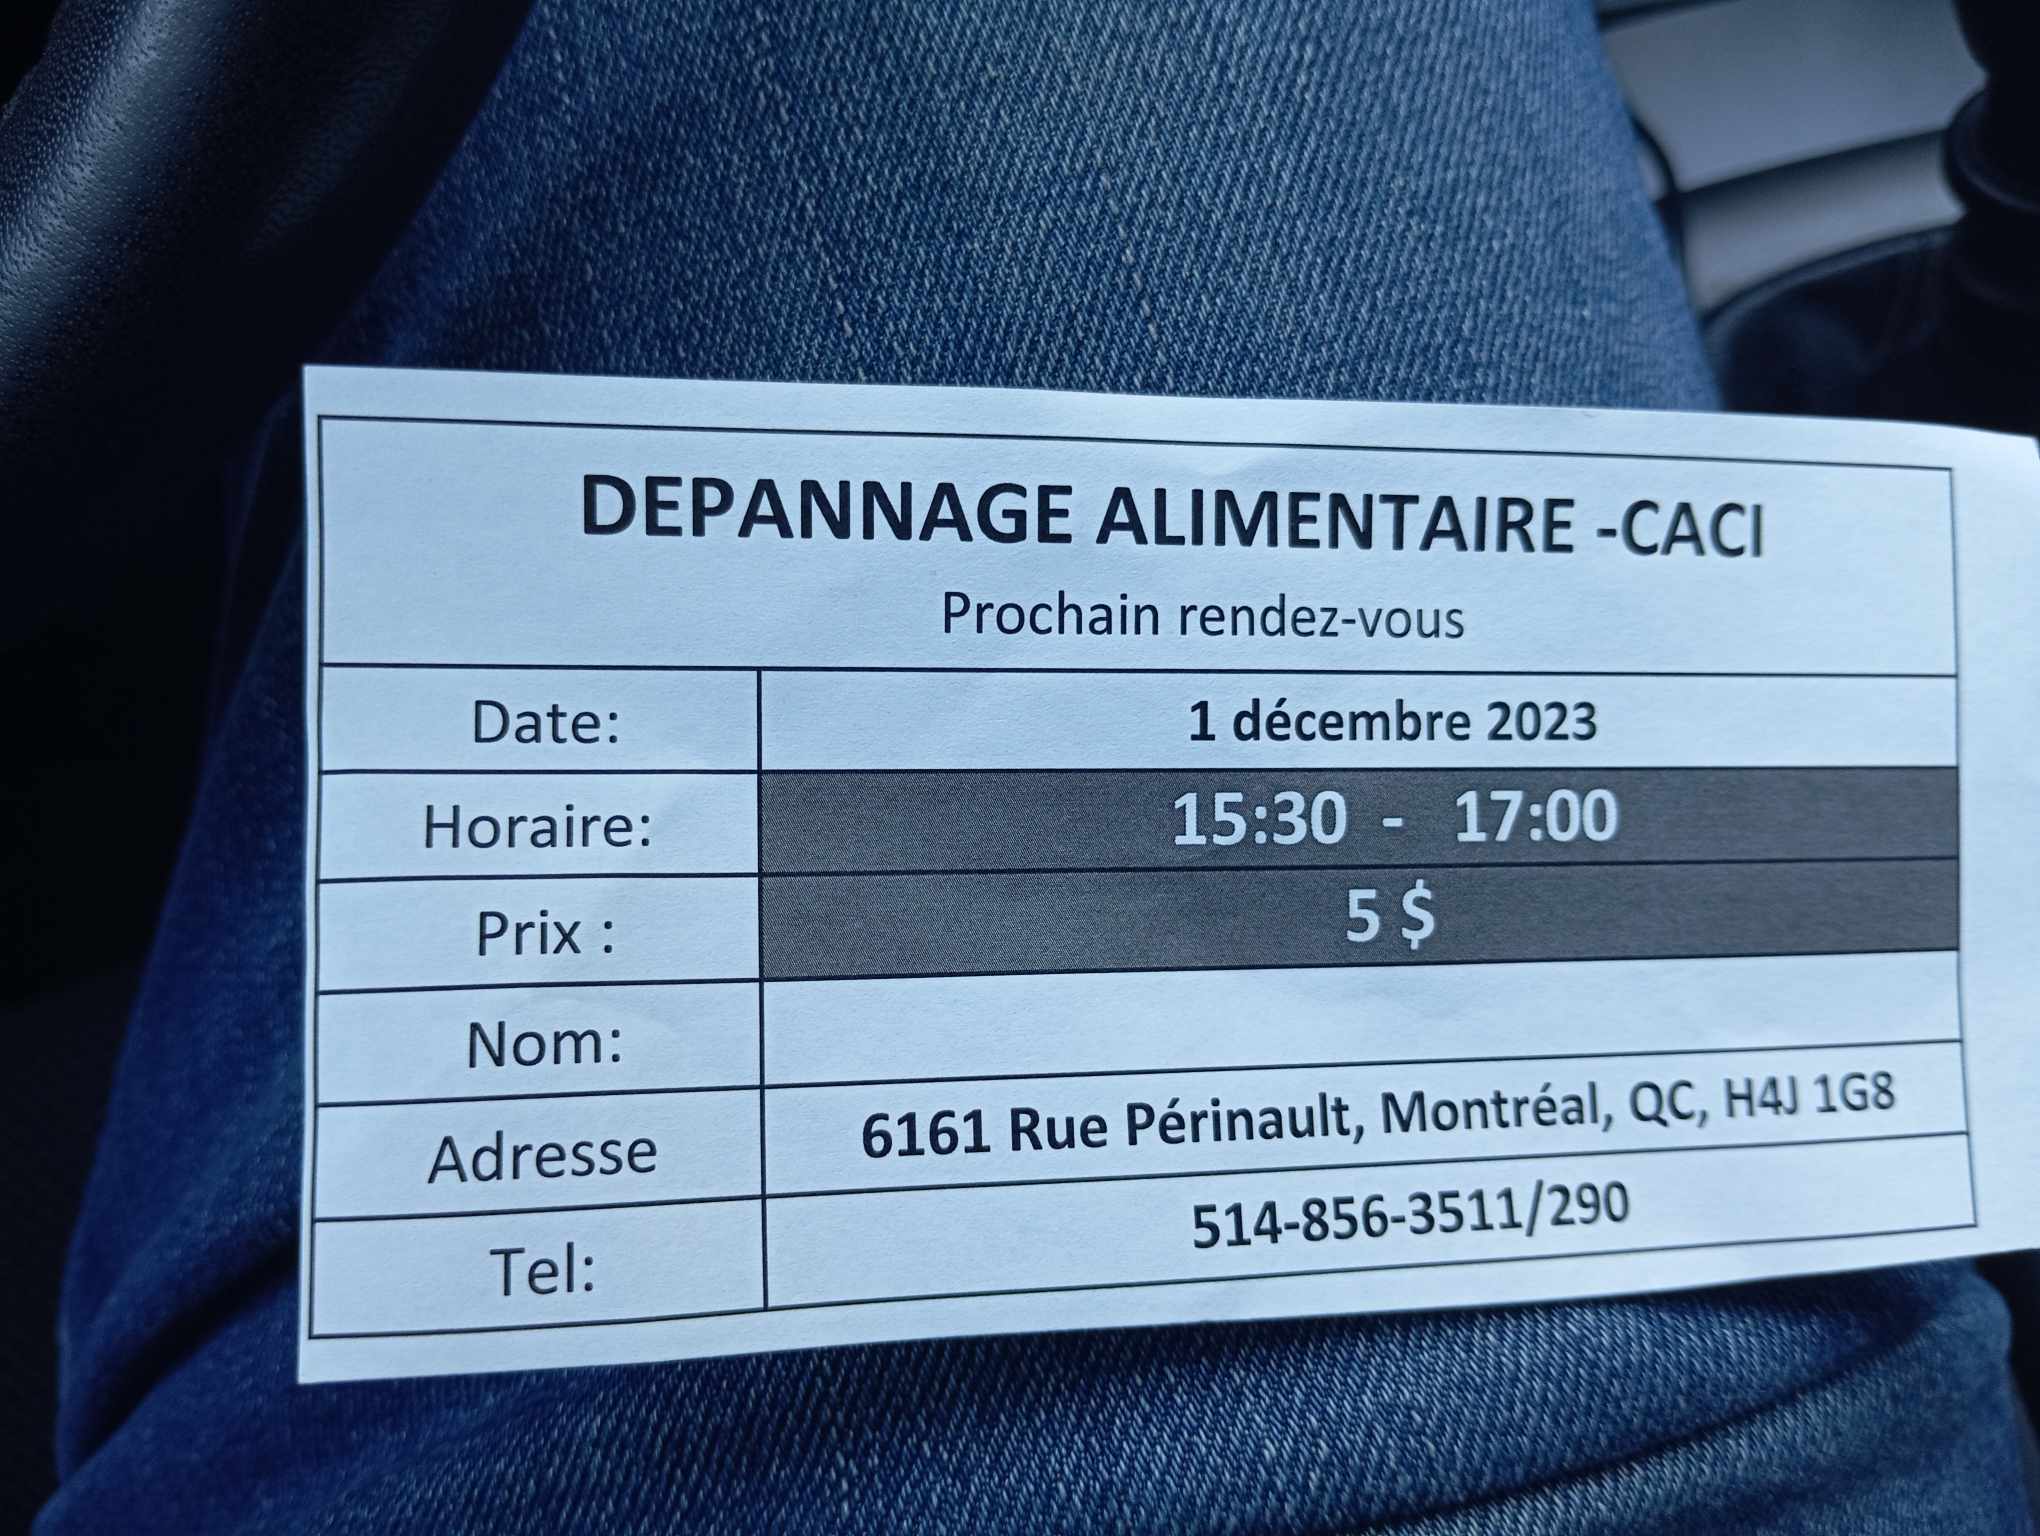 DEPANNAGE ALIMENTAIRE -CACI
Prochain rendez-vous
Date: 1 décembre 2023
Horaire: 15:30 - 17:00
Prix : 5 $
Nom:
Adresse 6161 Rue Périnault, Montréal, QC, H4J 1G8
Tel: 514-856-3511/290